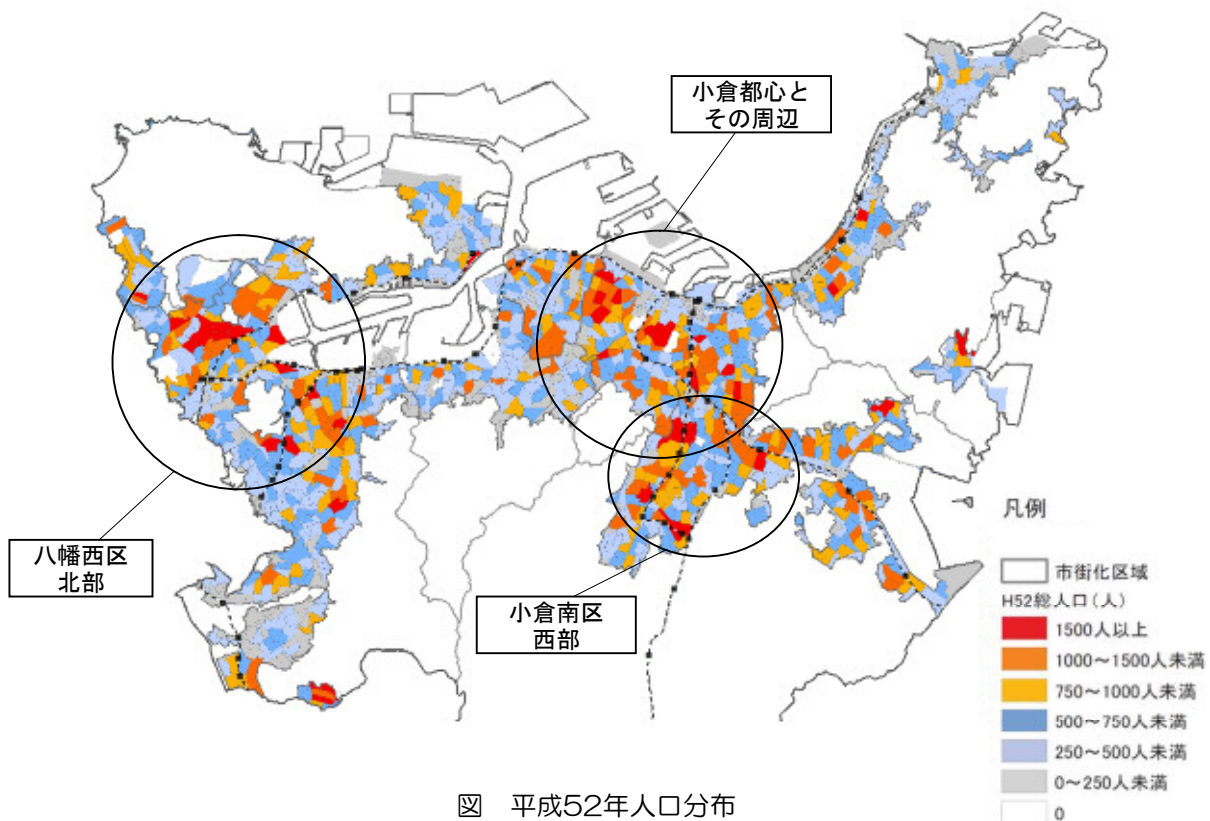 小倉都心と
その周辺
八幡西区
北部
小倉南区
西部
凡例
市街化区域
H52総人口(人)
1500人以上
1000~1500人未満
750~1000人未満
500~750人未満
250~500人未満
0~250人未満
0
図 平成52年人口分布